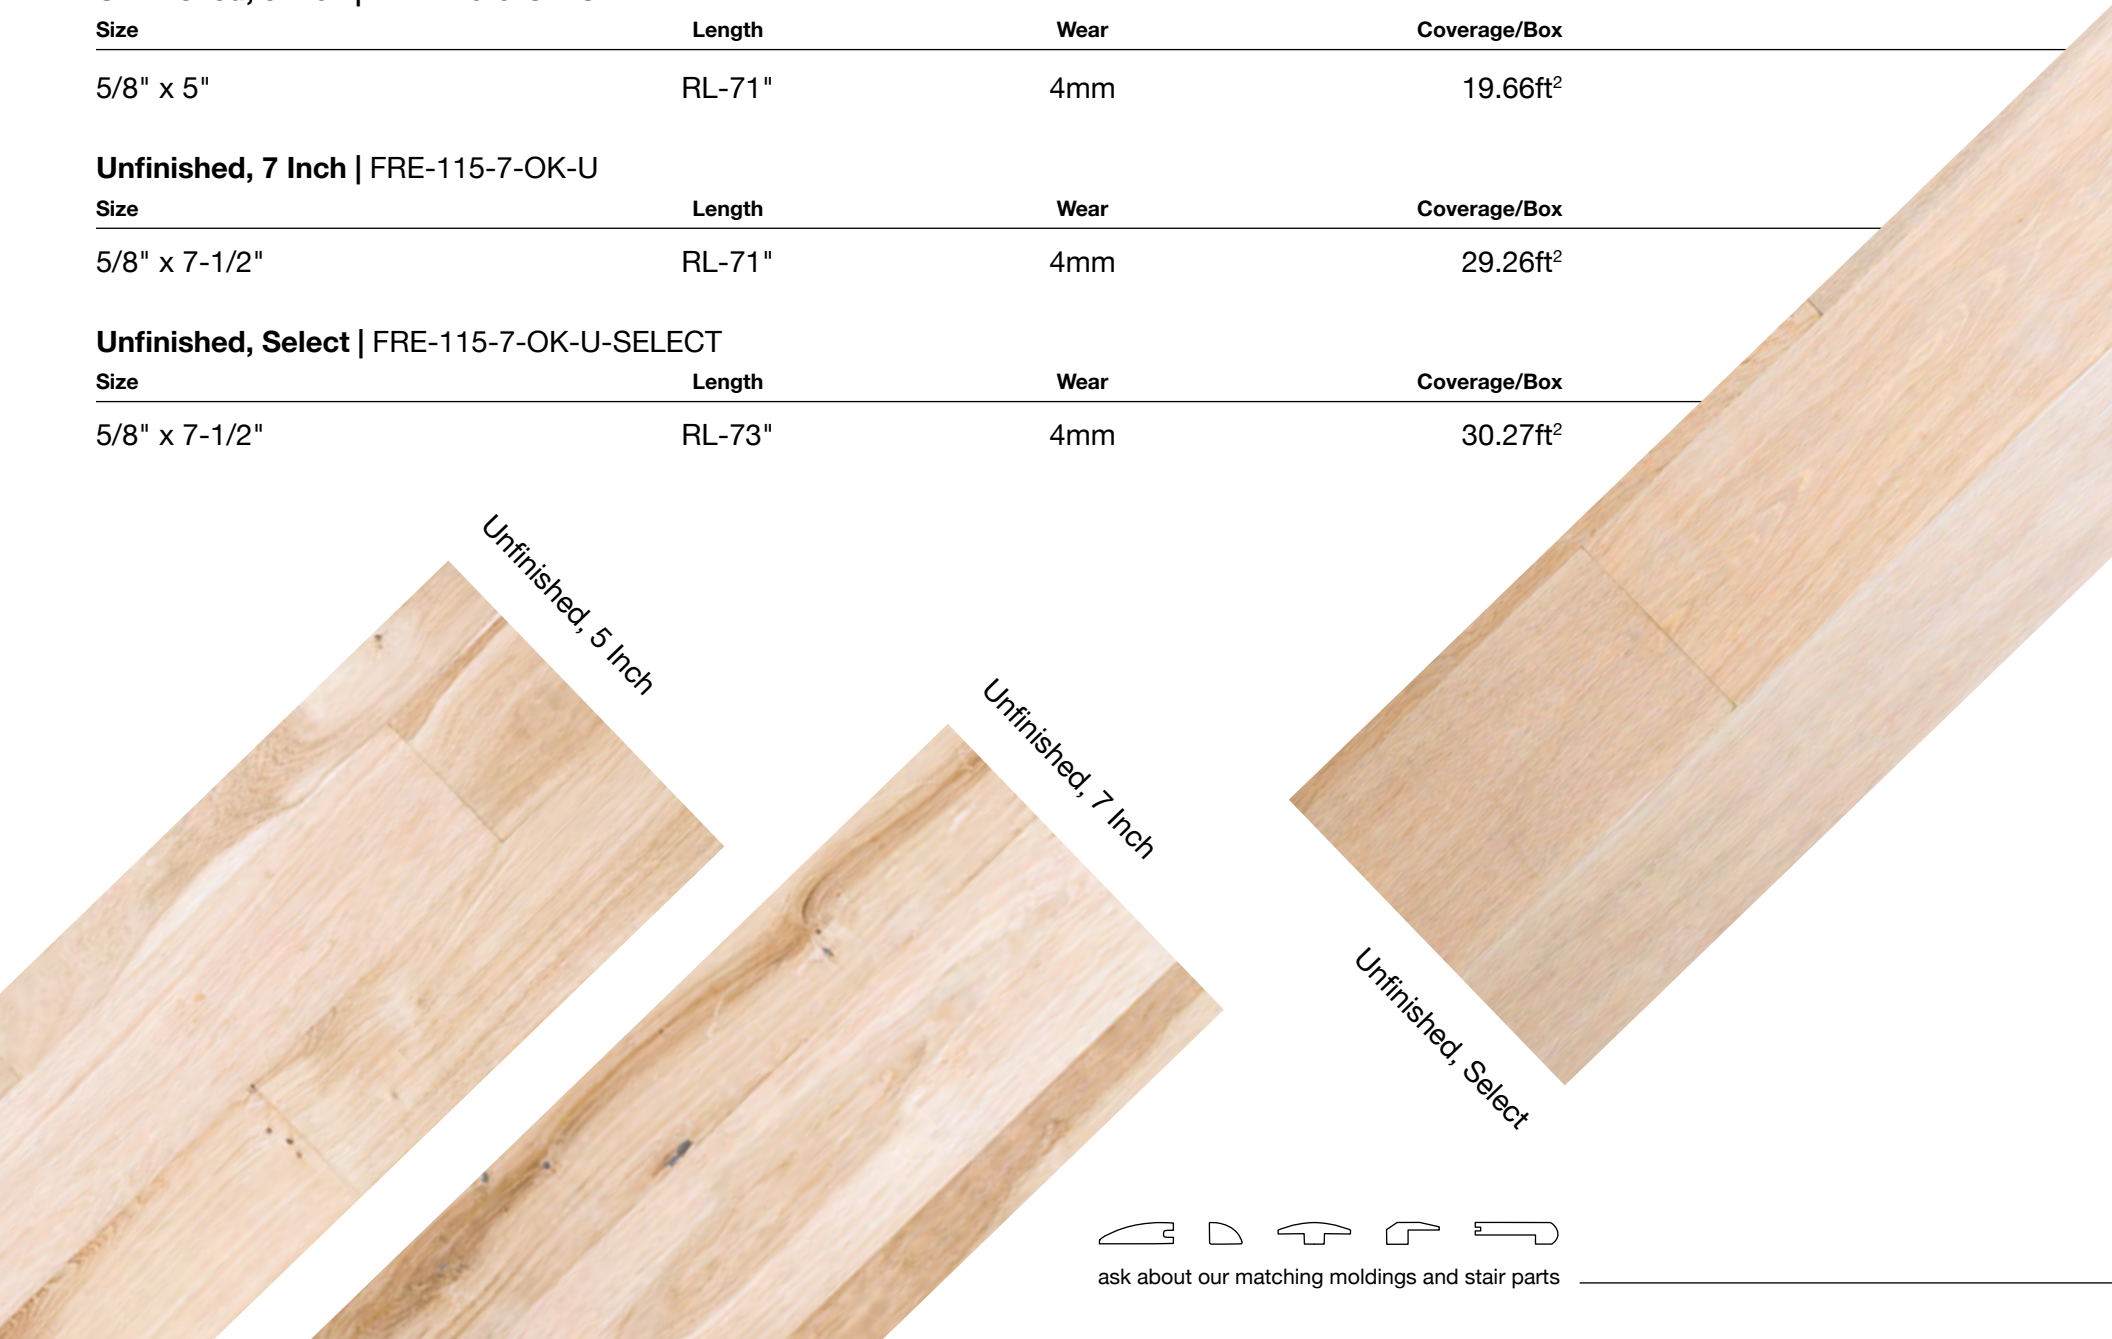 Size Length Wear Coverage/Box
5/8" x 5" RL-71" 4mm 19.66ft²
Unfinished, 7 Inch | FRE-115-7-OK-U
Size Length Wear Coverage/Box
5/8" x 7-1/2" RL-71" 4mm 29.26ft²
Unfinished, Select | FRE-115-7-OK-U-SELECT
Size Length Wear Coverage/Box
5/8" x 7-1/2" RL-73" 4mm 30.27ft²
Unfinished, 5 Inch
Unfinished, 7 Inch
Unfinished, Select
ask about our matching moldings and stair parts